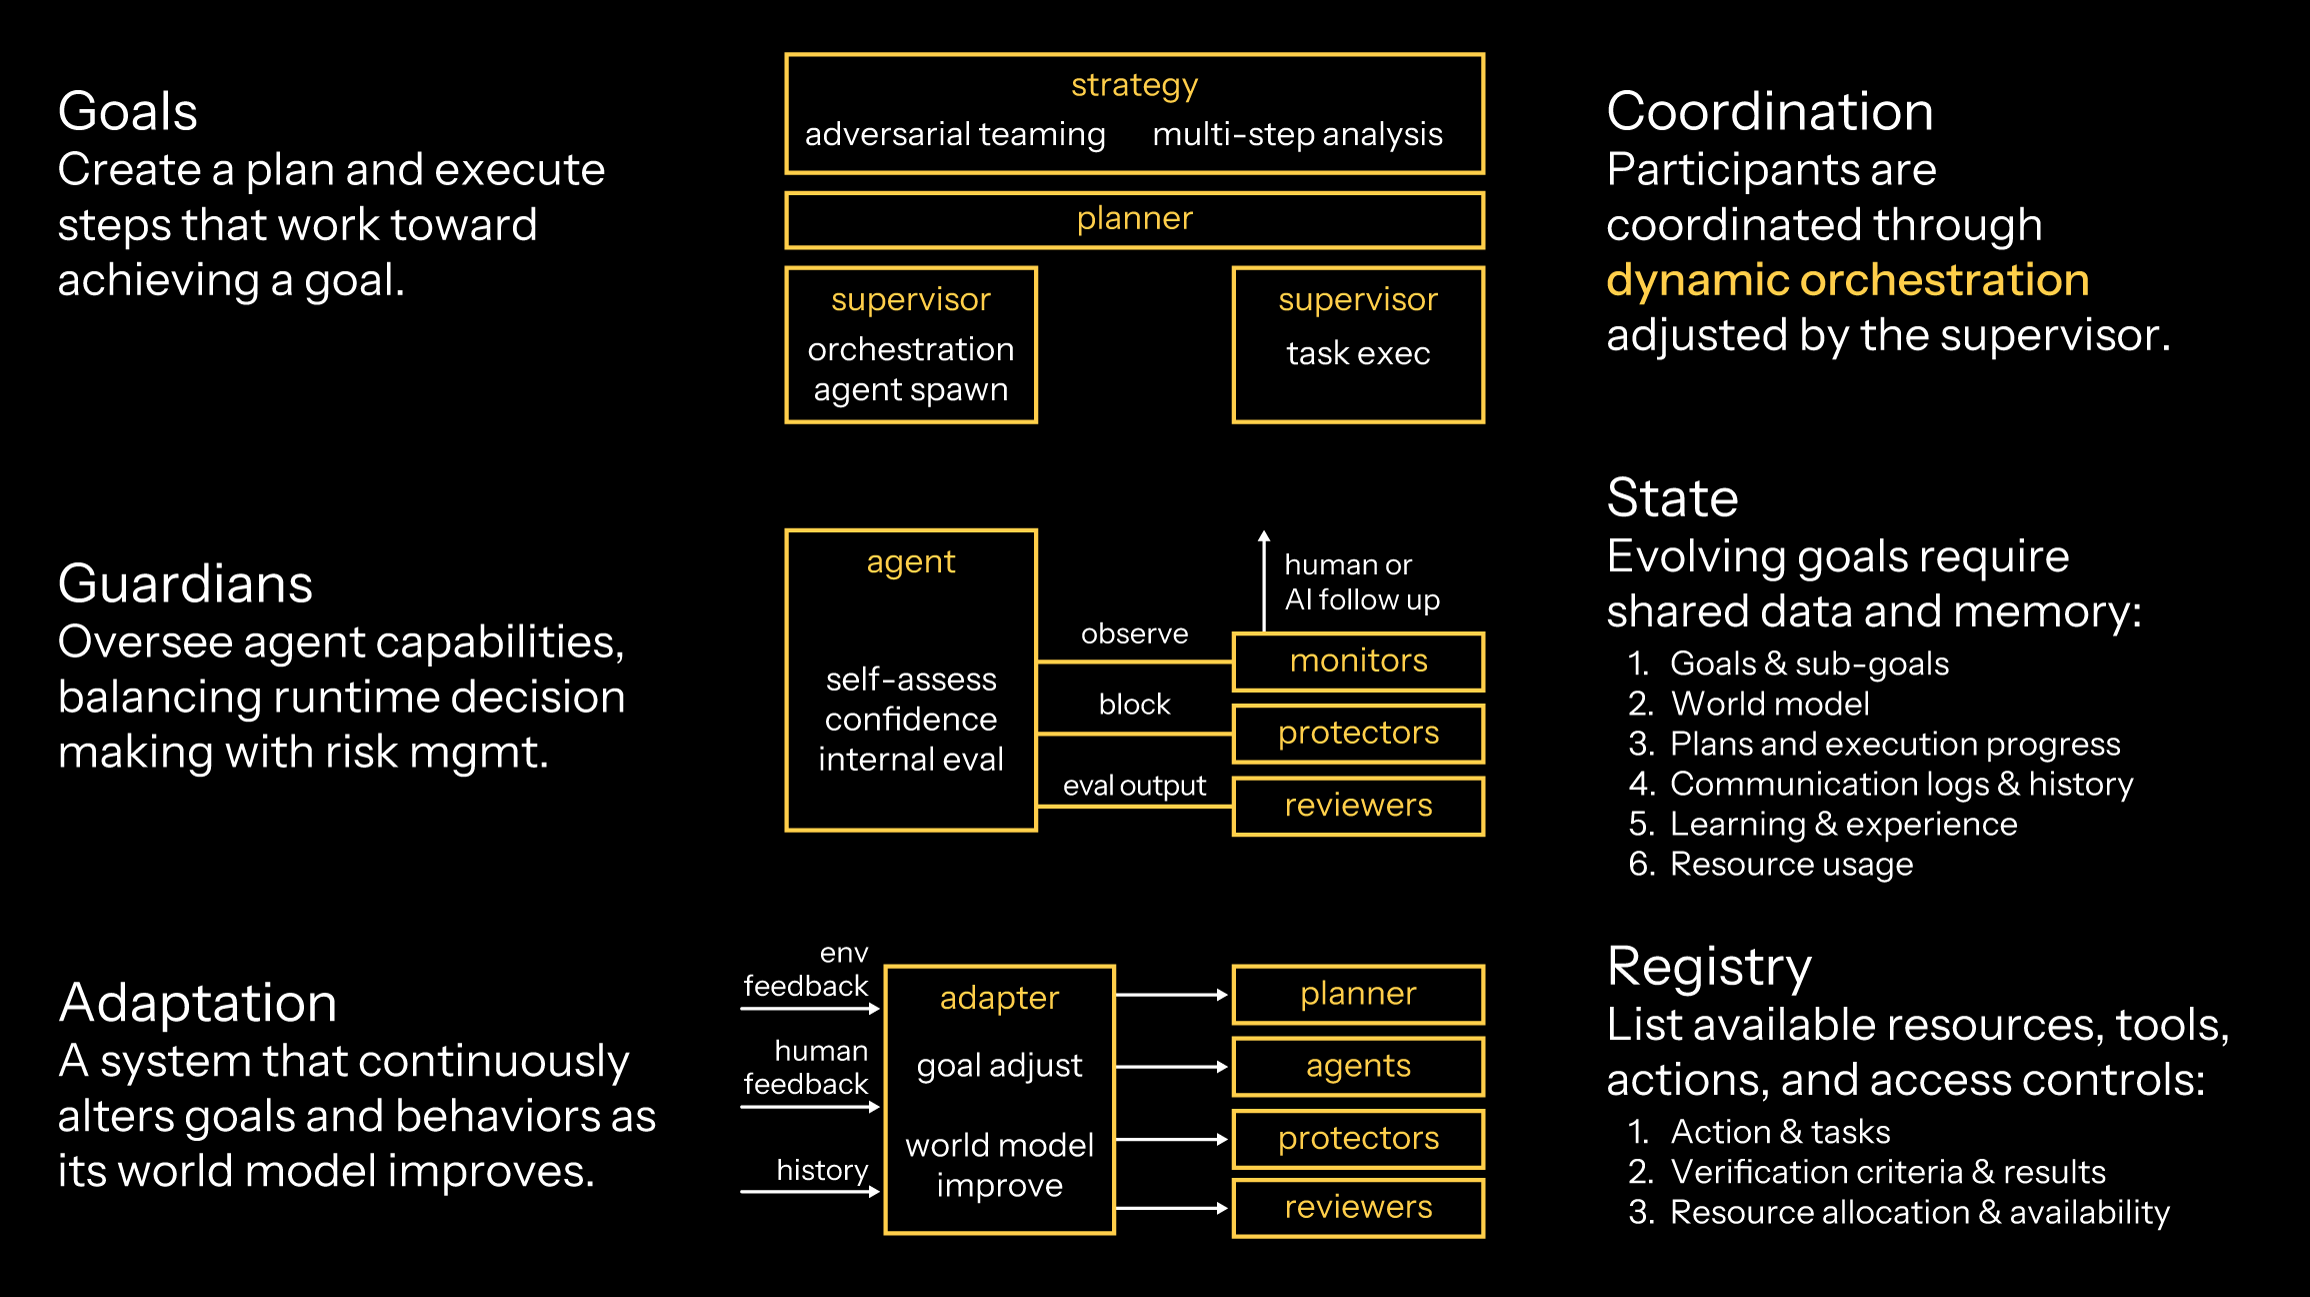 Goals
Create a plan and execute
steps that work toward
achieving a goal.
strategy
adversarial teaming multi-step analysis
planner
supervisor
orchestration
agent spawn
supervisor
task exec
Coordination
Participants are
coordinated through
dynamic orchestration
adjusted by the supervisor.
Guardians
Oversee agent capabilities,
balancing runtime decision
making with risk mgmt.
agent
self-assess
confidence
internal eval
observe
block
eval output
human or
AI follow up
monitors
protectors
reviewers
State
Evolving goals require
shared data and memory:
1. Goals & sub-goals
2. World model
3. Plans and execution progress
4. Communication logs & history
5. Learning & experience
6. Resource usage
Adaptation
A system that continuously
alters goals and behaviors as
its world model improves.
env
feedback
human
feedback
history
adapter
goal adjust
world model
improve
planner
agents
protectors
reviewers
Registry
List available resources, tools,
actions, and access controls:
1. Action & tasks
2. Verification criteria & results
3. Resource allocation & availability